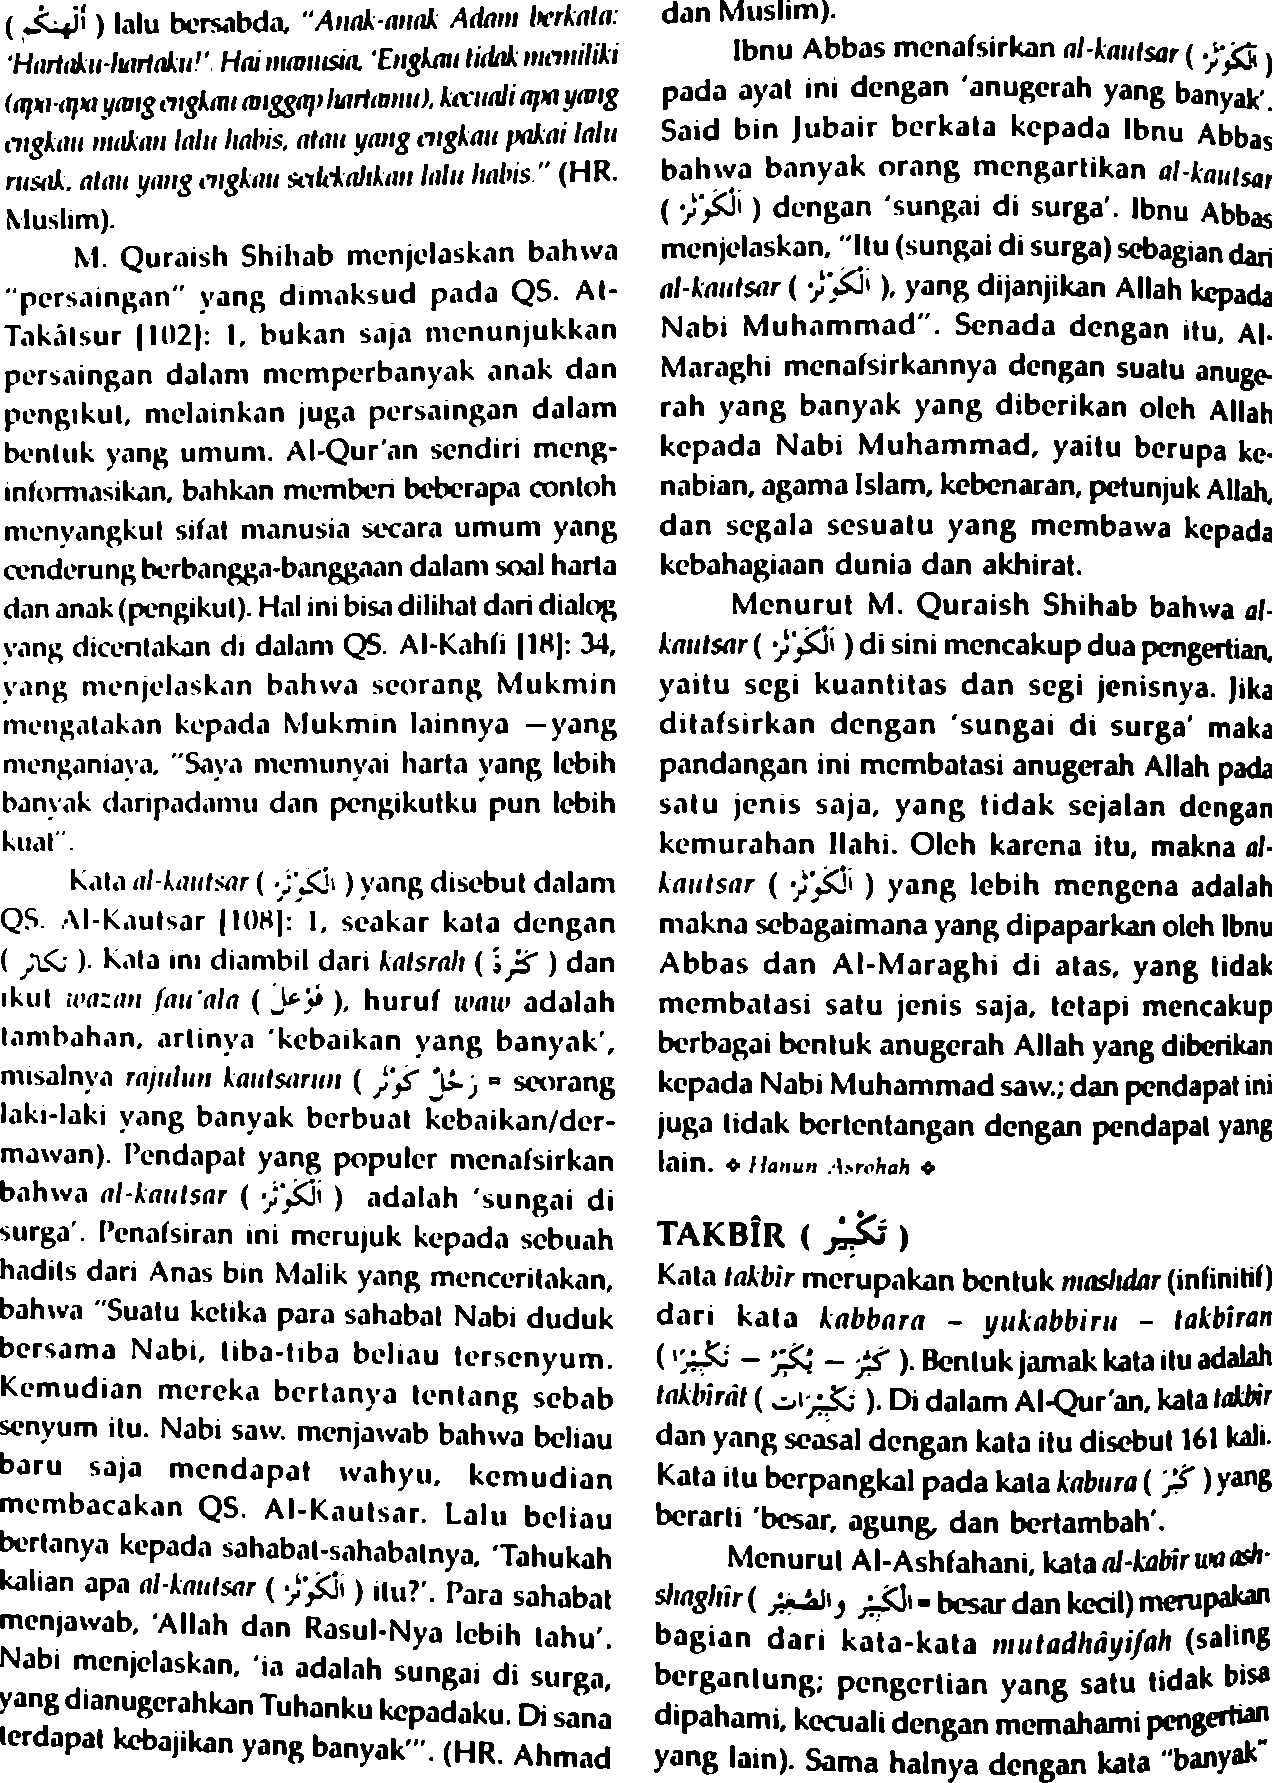 ( أَلْهٰىكُمْ ) lalu bersabda, "Anak-anak Adam berkata:
'Hartaku-hartaku!'. Hai manusia, 'Engkau tidak memiliki
(apa-apa yang engkau anggap hartamu), kecuali apa yang
engkau makan lalu habis, atau yang engkau pakai lalu
rusak, atau yang engkau sedekahkan lalu habis." (HR.
Muslim).
M. Quraish Shihab menjelaskan bahwa
"persaingan" yang dimaksud pada QS. At-
Takâtsur [102]: 1, bukan saja menunjukkan
persaingan dalam memperbanyak anak dan
pengikut, melainkan juga persaingan dalam
bentuk yang umum. Al-Qur'an sendiri meng-
informasikan, bahkan memberi beberapa contoh
menyangkut sifat manusia secara umum yang
cenderung berbangga-banggaan dalam soal harta
dan anak (pengikut). Hal ini bisa dilihat dari dialog
yang diceritakan di dalam QS. Al-Kahfi [18]: 34,
yang menjelaskan bahwa seorang Mukmin
mengatakan kepada Mukmin lainnya —yang
menganiaya, "Saya memunyai harta yang lebih
banyak daripadamu dan pengikutku pun lebih
kuat".
Kata al-kautsar ( اَلْكَوْثَرُ ) yang disebut dalam
QS. Al-Kautsar [108]: 1, seakar kata dengan
( تَكَاثُر ). Kata ini diambil dari katsrah ( كَثْرَةٌ ) dan
ikut wazan fau'ala ( فَوْعَلَ ), huruf waw adalah
tambahan, artinya 'kebaikan yang banyak',
misalnya rajulun kautsarun ( رَجُلٌ كَوْثَرٌ = seorang
laki-laki yang banyak berbuat kebaikan/der-
mawan). Pendapat yang populer menafsirkan
bahwa al-kautsar ( اَلْكَوْثَرُ ) adalah 'sungai di
surga'. Penafsiran ini merujuk kepada sebuah
hadits dari Anas bin Malik yang menceritakan,
bahwa "Suatu ketika para sahabat Nabi duduk
bersama Nabi, tiba-tiba beliau tersenyum.
Kemudian mereka bertanya tentang sebab
senyum itu. Nabi saw. menjawab bahwa beliau
baru saja mendapat wahyu, kemudian
membacakan QS. Al-Kautsar. Lalu beliau
bertanya kepada sahabat-sahabatnya, 'Tahukah
kalian apa al-kautsar ( اَلْكَوْثَرُ ) itu?'. Para sahabat
menjawab, 'Allah dan Rasul-Nya lebih tahu'.
Nabi menjelaskan, 'ia adalah sungai di surga,
yang dianugerahkan Tuhanku kepadaku. Di sana
terdapat kebajikan yang banyak'". (HR. Ahmad
dan Muslim).
Ibnu Abbas menafsirkan al-kautsar ( اَلْكَوْثَرُ )
pada ayat ini dengan 'anugerah yang banyak'.
Said bin Jubair berkata kepada Ibnu Abbas
bahwa banyak orang mengartikan al-kautsar
( اَلْكَوْثَرُ ) dengan 'sungai di surga'. Ibnu Abbas
menjelaskan, "Itu (sungai di surga) sebagian dari
al-kautsar ( اَلْكَوْثَرُ ), yang dijanjikan Allah kepada
Nabi Muhammad". Senada dengan itu, Al-
Maraghi menafsirkannya dengan suatu anuge-
rah yang banyak yang diberikan oleh Allah
kepada Nabi Muhammad, yaitu berupa ke-
nabian, agama Islam, kebenaran, petunjuk Allah,
dan segala sesuatu yang membawa kepada
kebahagiaan dunia dan akhirat.
Menurut M. Quraish Shihab bahwa al-
kautsar ( اَلْكَوْثَرُ ) di sini mencakup dua pengertian,
yaitu segi kuantitas dan segi jenisnya. Jika
ditafsirkan dengan 'sungai di surga' maka
pandangan ini membatasi anugerah Allah pada
satu jenis saja, yang tidak sejalan dengan
kemurahan Ilahi. Oleh karena itu, makna al-
kautsar ( اَلْكَوْثَرُ ) yang lebih mengena adalah
makna sebagaimana yang dipaparkan oleh Ibnu
Abbas dan Al-Maraghi di atas, yang tidak
membatasi satu jenis saja, tetapi mencakup
berbagai bentuk anugerah Allah yang diberikan
kepada Nabi Muhammad saw.; dan pendapat ini
juga tidak bertentangan dengan pendapat yang
lain. ❖ Hanun Asrohah ❖
TAKBÎR ( تَكْبِيْر )
Kata takbîr merupakan bentuk mashdar (infinitif)
dari kata kabbara – yukabbiru – takbîran
( كَبَّرَ – يُكَبِّرُ – تَكْبِيْرًا ). Bentuk jamak kata itu adalah
takbîrât ( تَكْبِيْرَات ). Di dalam Al-Qur'an, kata takbîr
dan yang seasal dengan kata itu disebut 161 kali.
Kata itu berpangkal pada kata kabura ( كَبُرَ ) yang
berarti 'besar, agung, dan bertambah'.
Menurut Al-Ashfahani, kata al-kabîr wa ash-
shaghîr ( اَلْكَبِيْر وَالصَّغِيْر = besar dan kecil) merupakan
bagian dari kata-kata mutadhâyifah (saling
bergantung; pengertian yang satu tidak bisa
dipahami, kecuali dengan memahami pengertian
yang lain). Sama halnya dengan kata "banyak"